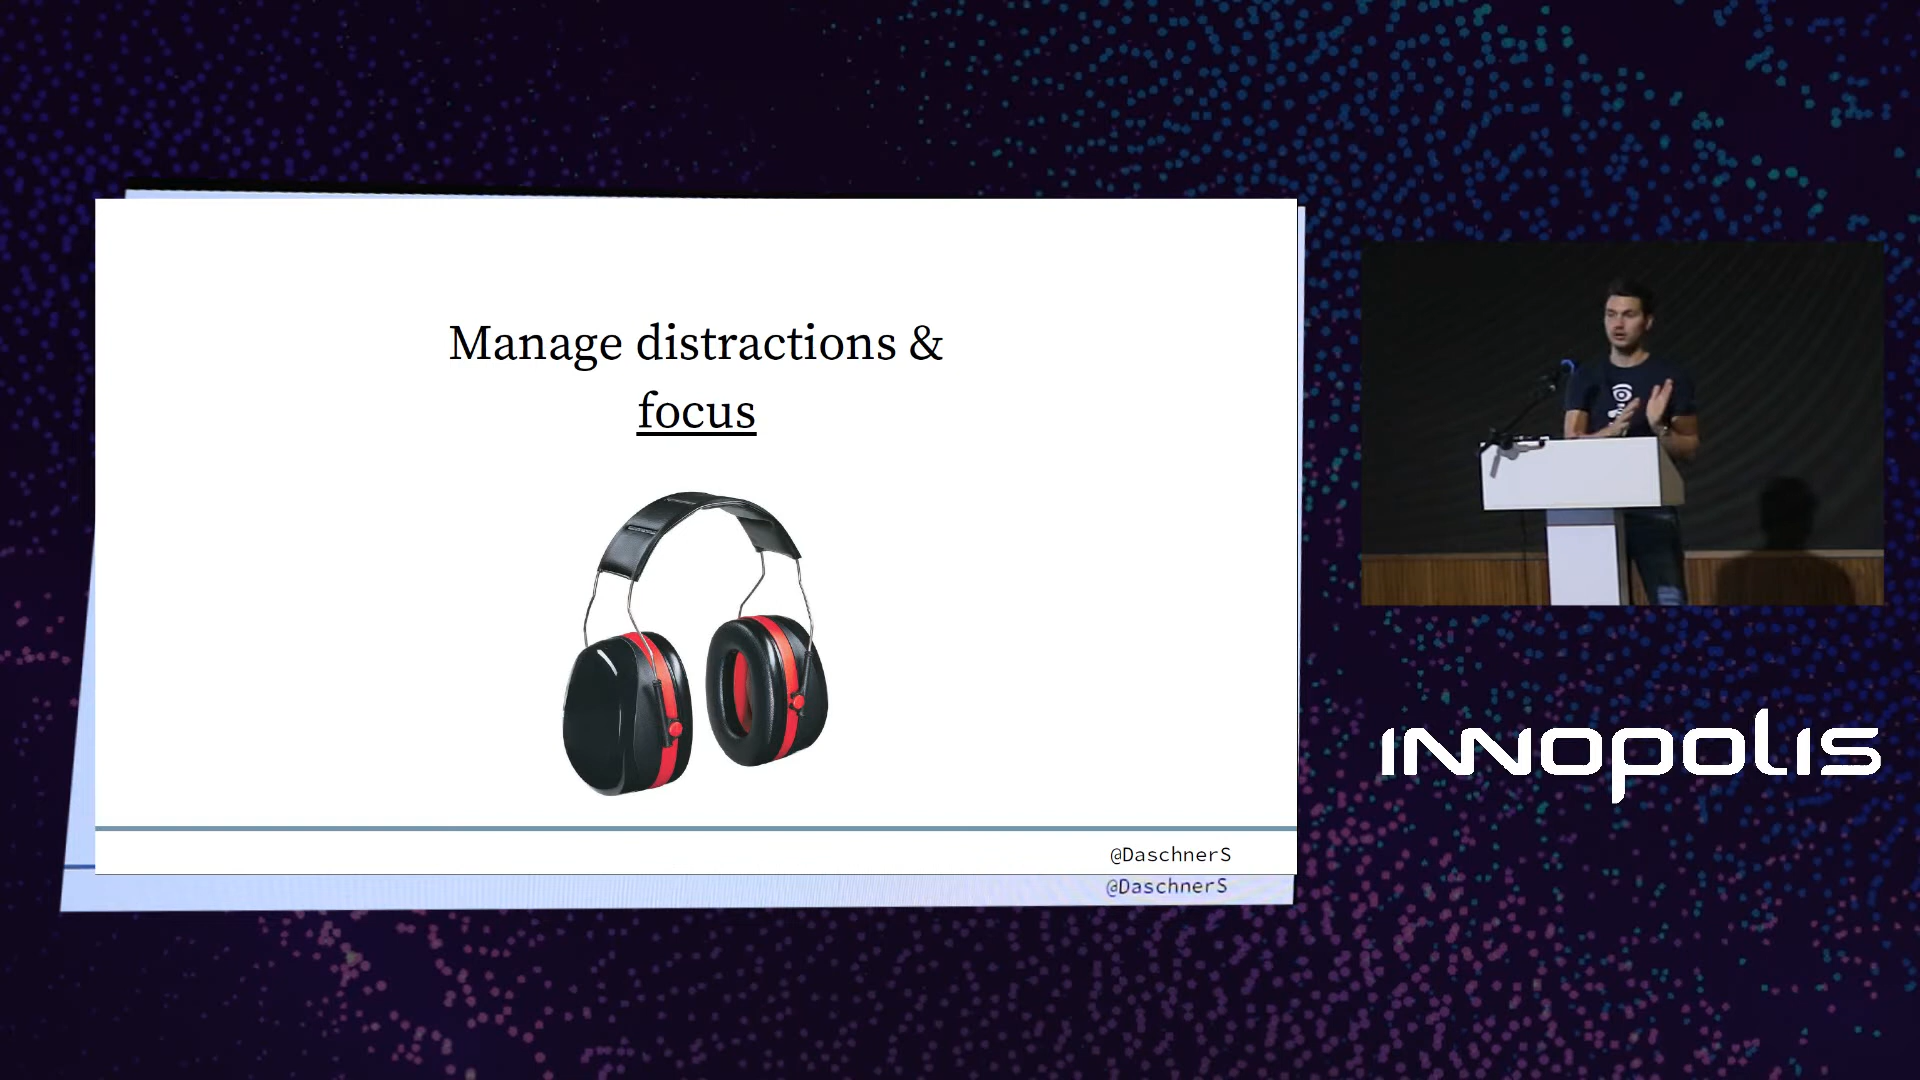 Manage distractions &
focus
@DaschnerS
@DaschnerS
INNOPOLIS